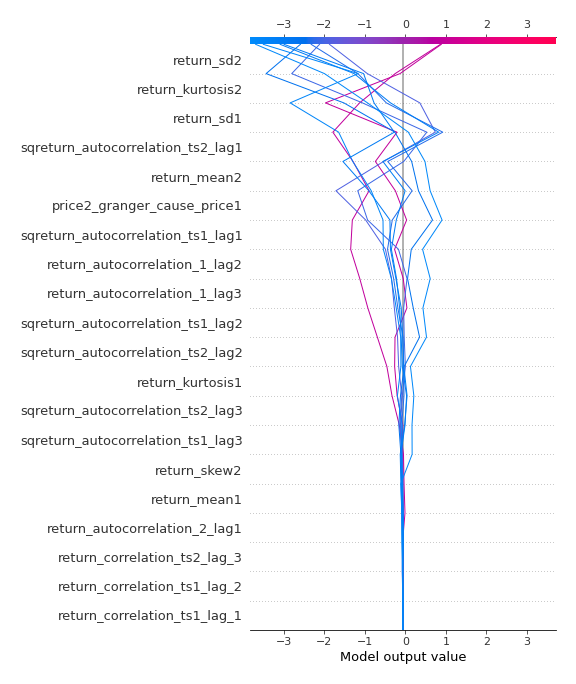 −3 −2 −1 0 1 2 3
return_sd2
return_kurtosis2
return_sd1
sqreturn_autocorrelation_ts2_lag1
return_mean2
price2_granger_cause_price1
sqreturn_autocorrelation_ts1_lag1
return_autocorrelation_1_lag2
return_autocorrelation_1_lag3
sqreturn_autocorrelation_ts1_lag2
sqreturn_autocorrelation_ts2_lag2
return_kurtosis1
sqreturn_autocorrelation_ts2_lag3
sqreturn_autocorrelation_ts1_lag3
return_skew2
return_mean1
return_autocorrelation_2_lag1
return_correlation_ts2_lag_3
return_correlation_ts1_lag_2
return_correlation_ts1_lag_1
−3 −2 −1 0 1 2 3
Model output value